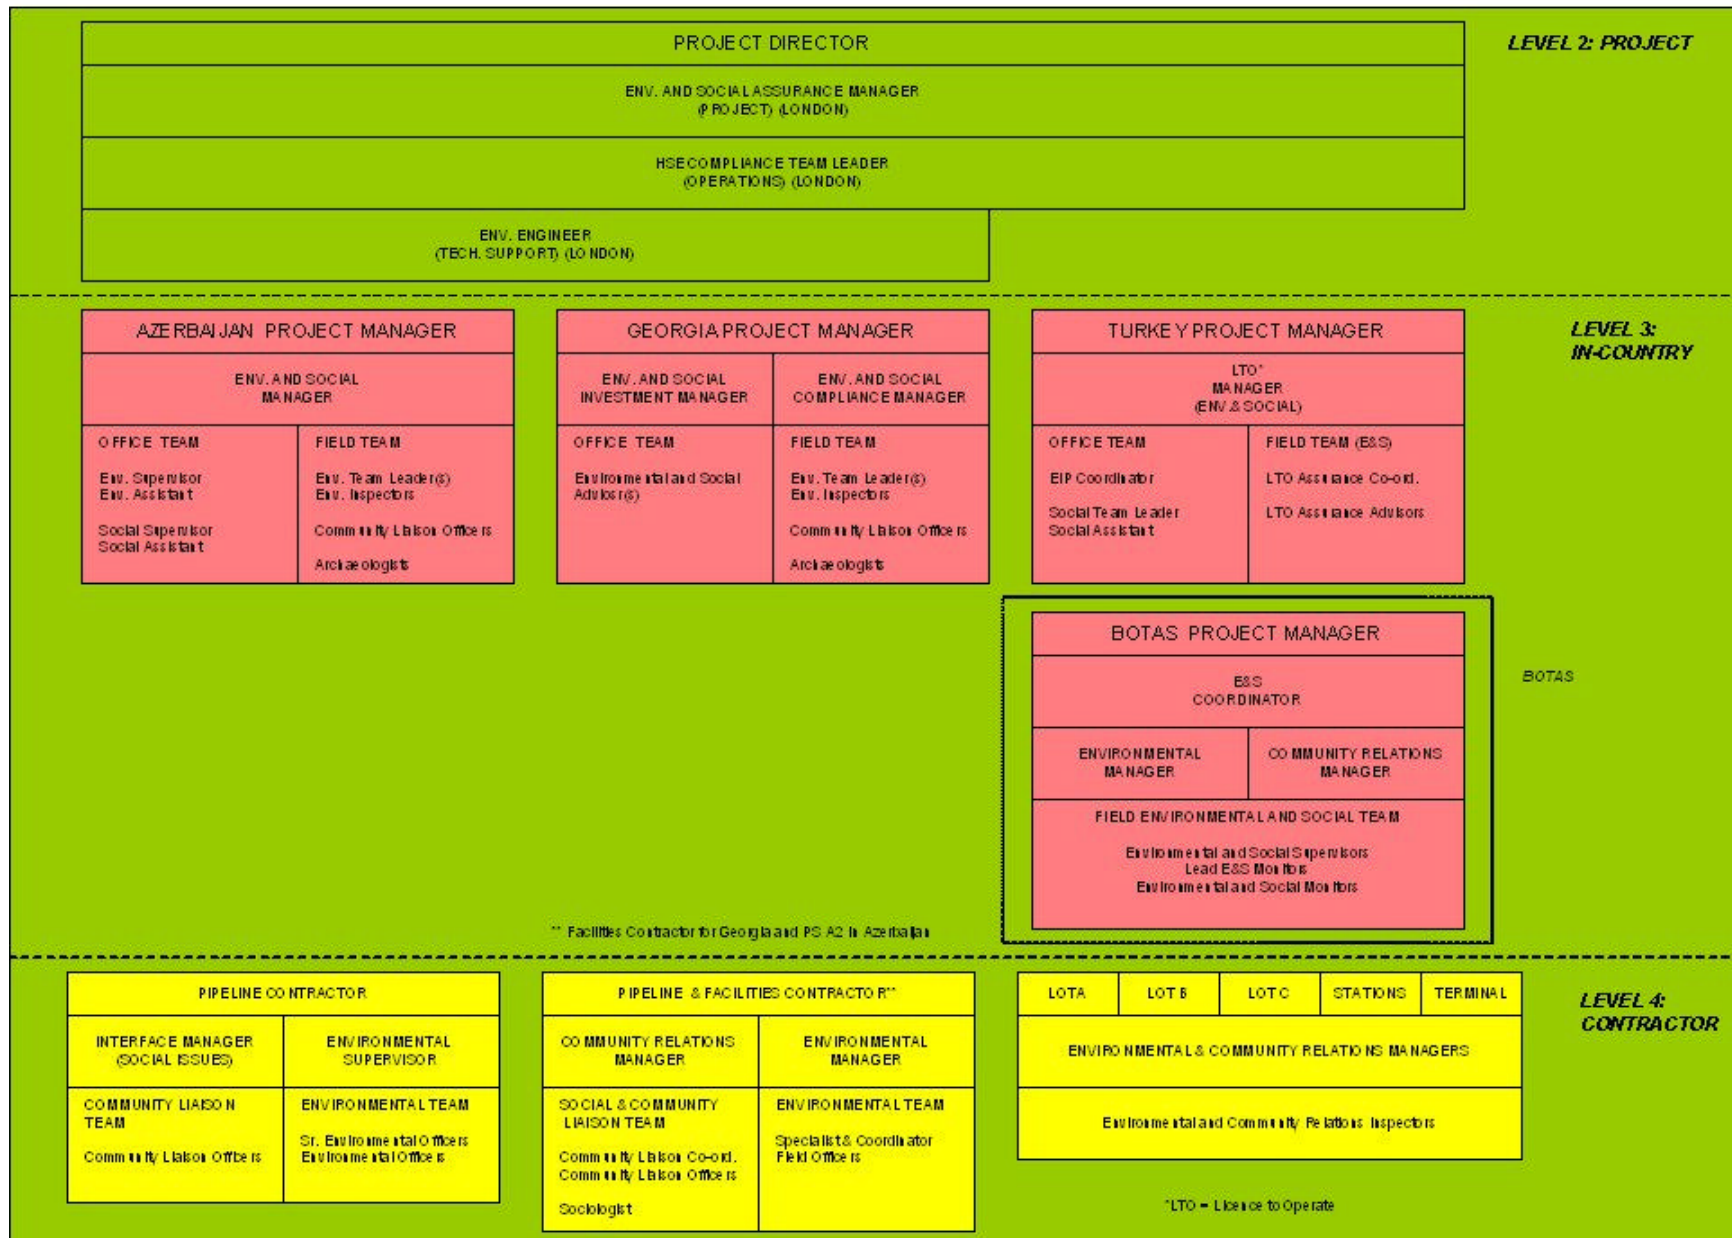 PROJECT DIRECTOR
LEVEL 2: PROJECT
ENV. AND SOCIAL ASSURANCE MANAGER
(PROJECT) (LONDON)
HSE COMPLIANCE TEAM LEADER
(OPERATIONS) (LONDON)
ENV. ENGINEER
(TECH. SUPPORT) (LONDON)
LEVEL 3:
IN-COUNTRY
AZERBAIJAN PROJECT MANAGER
ENV. AND SOCIAL
MANAGER
OFFICE TEAM
Env. Supervisor
Env. Assistant
Social Supervisor
Social Assistant
FIELD TEAM
Env. Team Leader(s)
Env. Inspectors
Community Liaison Officers
Archaeologists
GEORGIA PROJECT MANAGER
ENV. AND SOCIAL
INVESTMENT MANAGER
ENV. AND SOCIAL
COMPLIANCE MANAGER
OFFICE TEAM
Environmental and Social
Advisor(s)
FIELD TEAM
Env. Team Leader(s)
Env. Inspectors
Community Liaison Officers
Archaeologists
TURKEY PROJECT MANAGER
LTO*
MANAGER
(ENV.& SOCIAL)
OFFICE TEAM
EIP Coordinator
Social Team Leader
Social Assistant
FIELD TEAM (E&S)
LTO Assurance Co-ord.
LTO Assurance Advisors
BOTAS PROJECT MANAGER
BOTAS
E&S
COORDINATOR
ENVIRONMENTAL
MANAGER
COMMUNITY RELATIONS
MANAGER
FIELD ENVIRONMENTAL AND SOCIAL TEAM
Environmental and Social Supervisors
Lead E&S Monitors
Environmental and Social Monitors
** Facilities Contractor for Georgia and PS A2 in Azerbaijan
LEVEL 4:
CONTRACTOR
PIPELINE CONTRACTOR
INTERFACE MANAGER
(SOCIAL ISSUES)
ENVIRONMENTAL
SUPERVISOR
COMMUNITY LIAISON
TEAM
Community Liaison Officers
ENVIRONMENTAL TEAM
Sr. Environmental Officers
Environmental Officers
PIPELINE & FACILITIES CONTRACTOR**
COMMUNITY RELATIONS
MANAGER
ENVIRONMENTAL
MANAGER
SOCIAL & COMMUNITY
LIAISON TEAM
Community Liaison Co-ord.
Community Liaison Officers
Sociologist
ENVIRONMENTAL TEAM
Specialist & Coordinator
Field Officers
LOT A
LOT B
LOT C
STATIONS
TERMINAL
ENVIRONMENTAL & COMMUNITY RELATIONS MANAGERS
Environmental and Community Relations Inspectors
*LTO = Licence to Operate